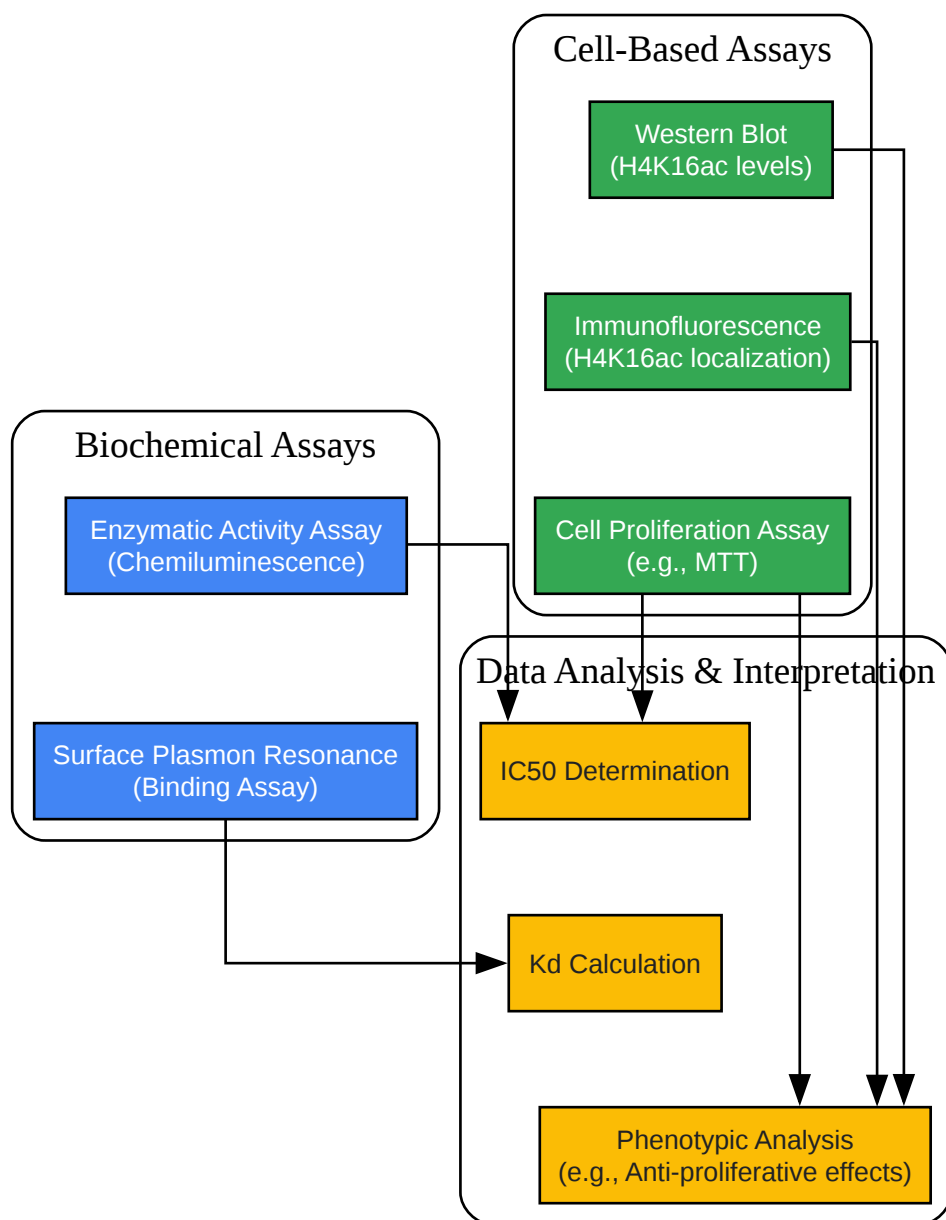 Cell-Based Assays
Western Blot
(H4K16ac levels)
Immunofluorescence
(H4K16ac localization)
Cell Proliferation Assay
(e.g., MTT)
Biochemical Assays
Enzymatic Activity Assay
(Chemiluminescence)
Surface Plasmon Resonance
(Binding Assay)
Data Analysis & Interpretation
IC50 Determination
Kd Calculation
Phenotypic Analysis
(e.g., Anti-proliferative effects)